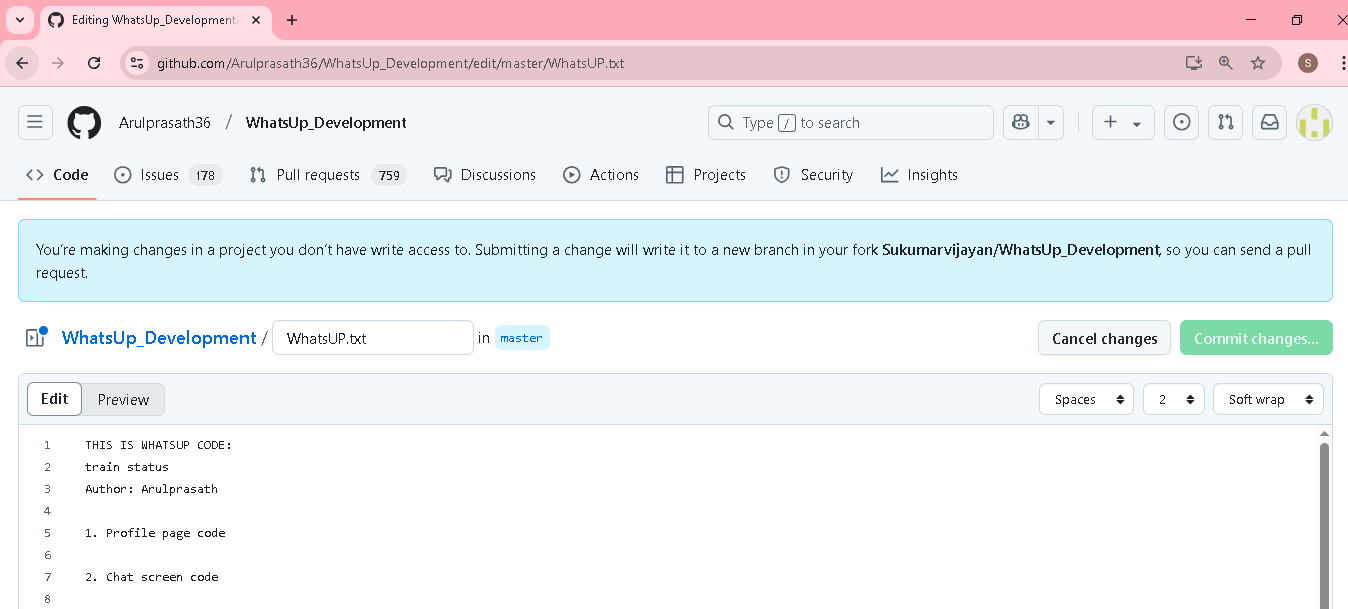 Editing WhatsUp_Development/
github.com/Arulprasath36/WhatsUp_Development/edit/master/WhatsUP.txt
S
Arulprasath36 / WhatsUp_Development
Type / to search
Code
Issues 178
Pull requests 759
Discussions
Actions
Projects
Security
Insights
You're making changes in a project you don't have write access to. Submitting a change will write it to a new branch in your fork Sukumarvijayan/WhatsUp_Development, so you can send a pull
request.
WhatsUp_Development / WhatsUP.txt in master
Cancel changes
Commit changes...
Edit
Preview
Spaces
2
Soft wrap
1 THIS IS WHATSUP CODE:
2 train status
3 Author: Arulprasath
4
5 1. Profile page code
6
7 2. Chat screen code
8